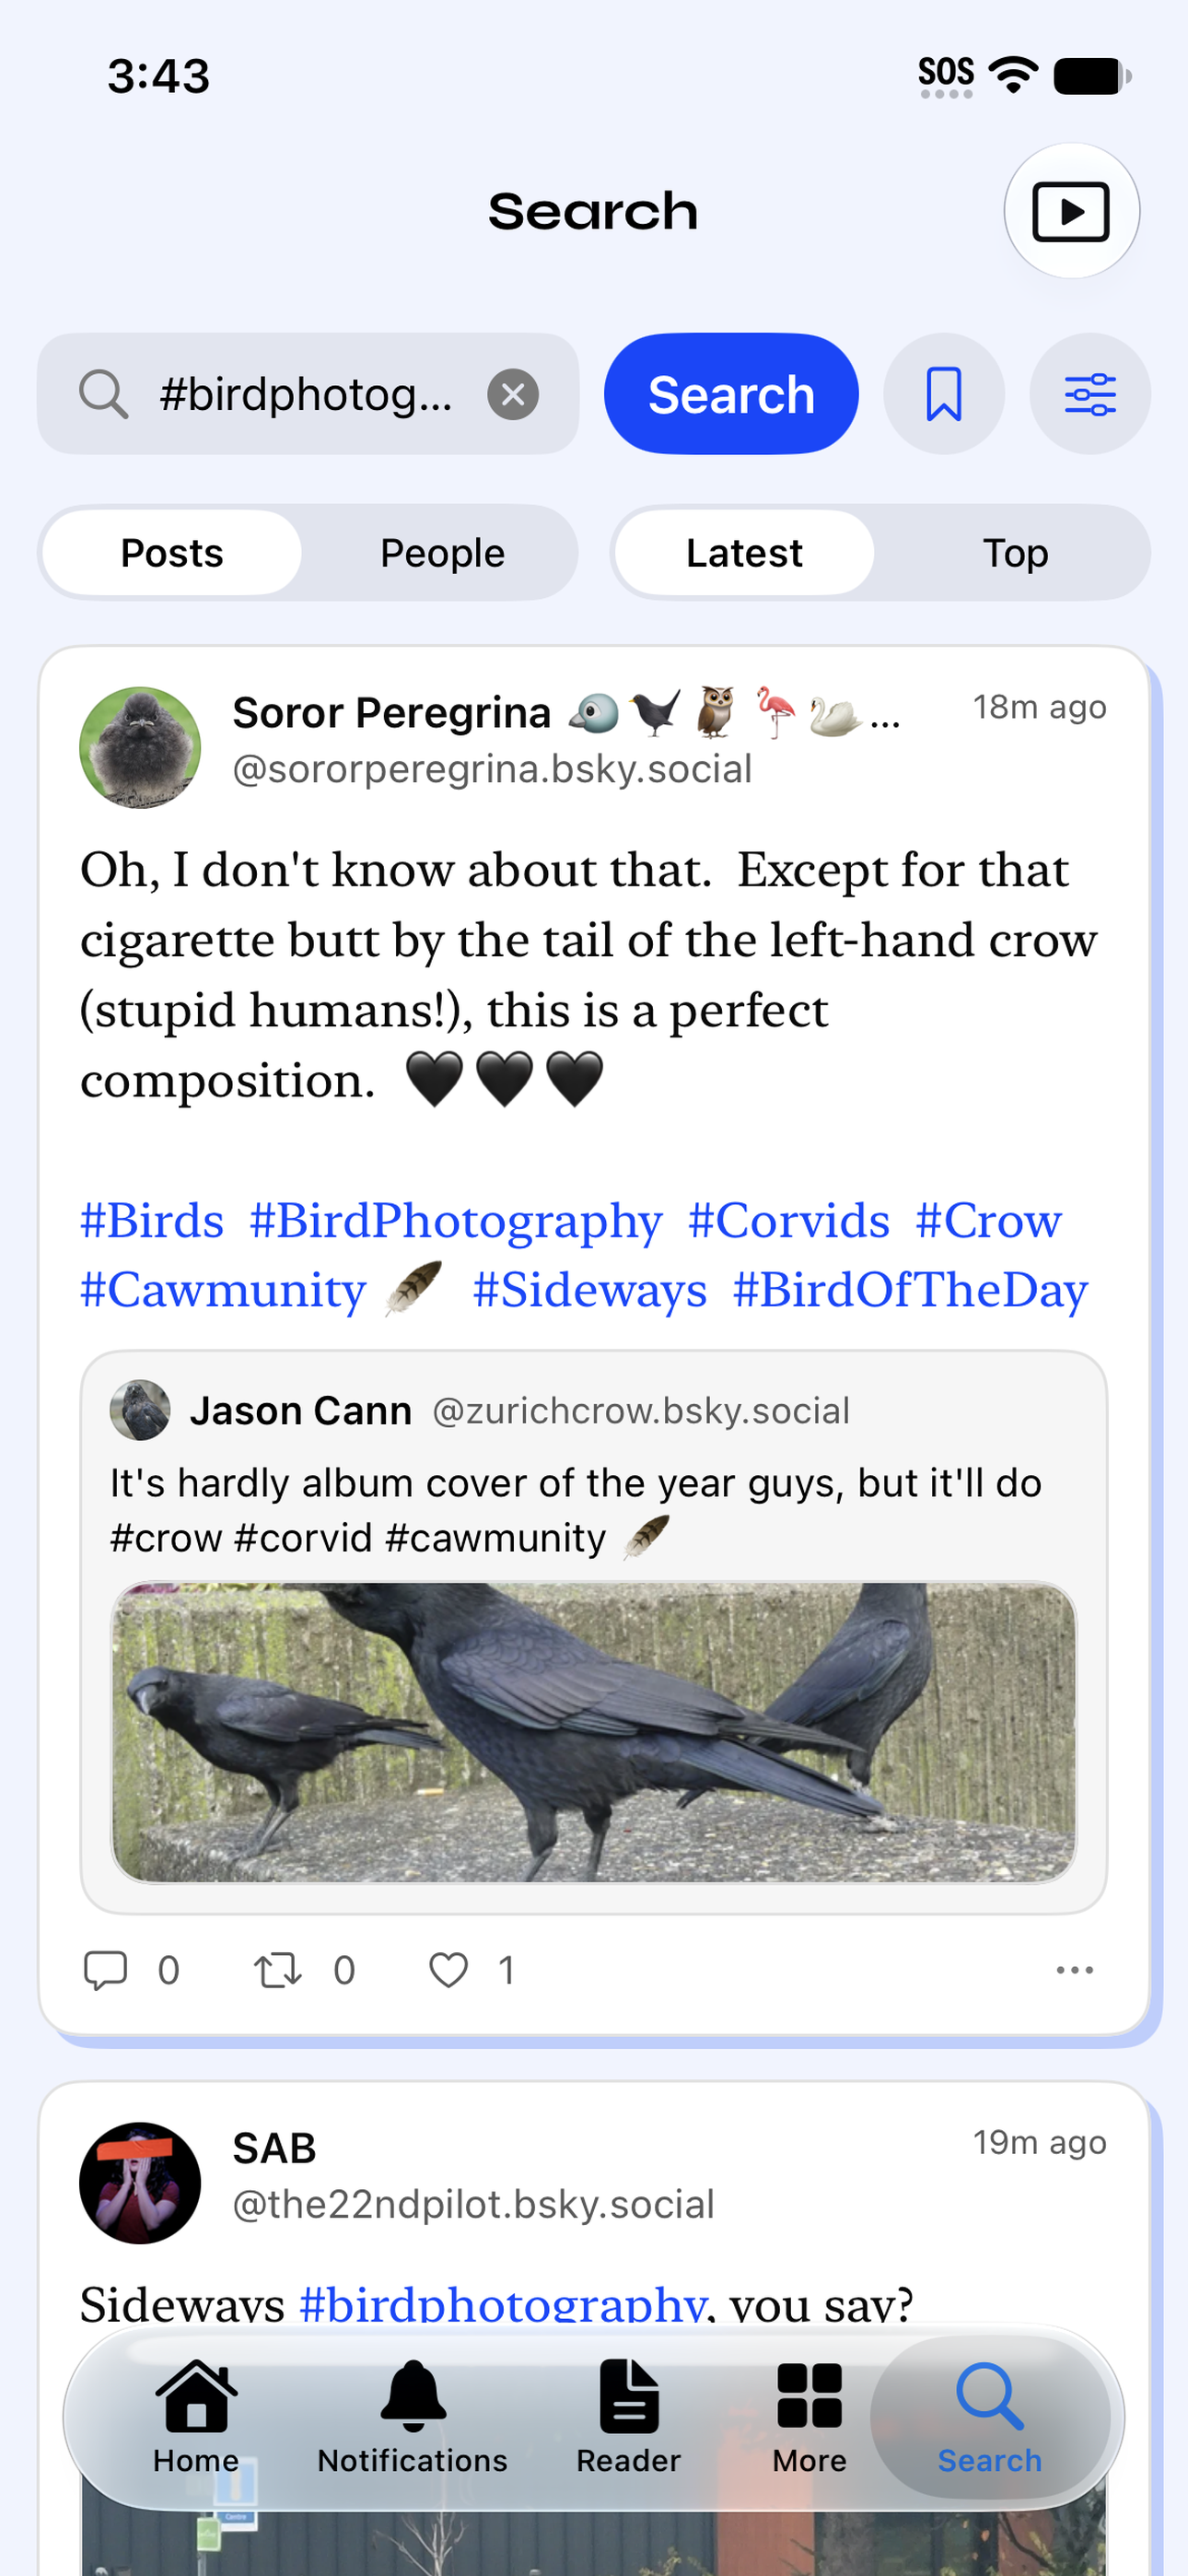 3:43
SOS
Search
#birdphotog...
Search
Posts
People
Latest
Top
Soror Peregrina 🐦‍⬛🦉🦩🦢...
18m ago
@sororperegrina.bsky.social
Oh, I don't know about that.  Except for that
cigarette butt by the tail of the left-hand crow
(stupid humans!), this is a perfect
composition.  🖤🖤🖤
#Birds  #BirdPhotography  #Corvids  #Crow
#Cawmunity 🪶  #Sideways  #BirdOfTheDay
Jason Cann @zurichcrow.bsky.social
It's hardly album cover of the year guys, but it'll do
#crow #corvid #cawmunity 🪶
0
0
1
SAB
19m ago
@the22ndpilot.bsky.social
Sideways #birdphotography, you say?
Home
Notifications
Reader
More
Search
Centre